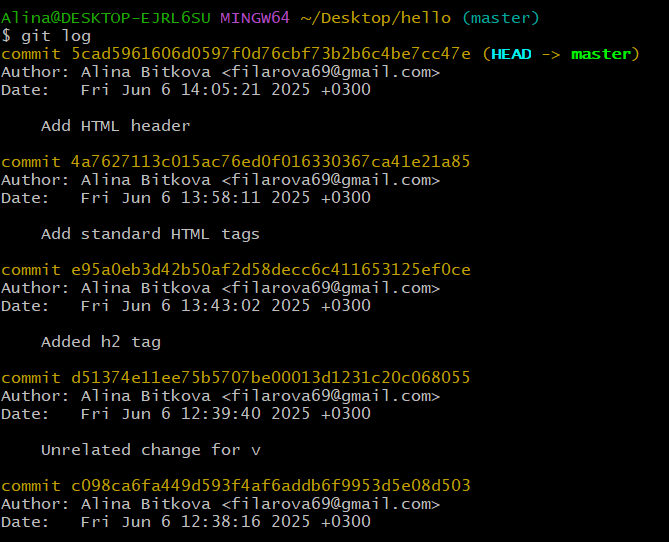 Alina@DESKTOP-EJRL6SU MINGW64 ~/Desktop/hello (master)
$ git log
commit 5cad5961606d0597f0d76cbf73b2b6c4be7cc47e (HEAD -> master)
Author: Alina Bitkova <filarova69@gmail.com>
Date:   Fri Jun 6 14:05:21 2025 +0300

    Add HTML header

commit 4a7627113c015ac76ed0f016330367ca41e21a85
Author: Alina Bitkova <filarova69@gmail.com>
Date:   Fri Jun 6 13:58:11 2025 +0300

    Add standard HTML tags

commit e95a0eb3d42b50af2d58decc6c411653125ef0ce
Author: Alina Bitkova <filarova69@gmail.com>
Date:   Fri Jun 6 13:43:02 2025 +0300

    Added h2 tag

commit d51374e11ee75b5707be00013d1231c20c068055
Author: Alina Bitkova <filarova69@gmail.com>
Date:   Fri Jun 6 12:39:40 2025 +0300

    Unrelated change for v

commit c098ca6fa449d593f4af6addb6f9953d5e08d503
Author: Alina Bitkova <filarova69@gmail.com>
Date:   Fri Jun 6 12:38:16 2025 +0300